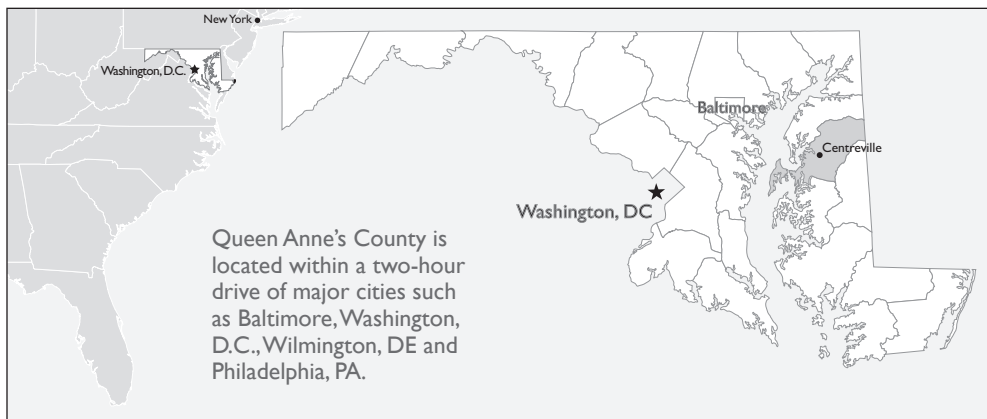 New York
Washington, D.C.
Baltimore
Centreville
Washington, DC
Queen Anne's County is
located within a two-hour
drive of major cities such
as Baltimore, Washington,
D.C., Wilmington, DE and
Philadelphia, PA.